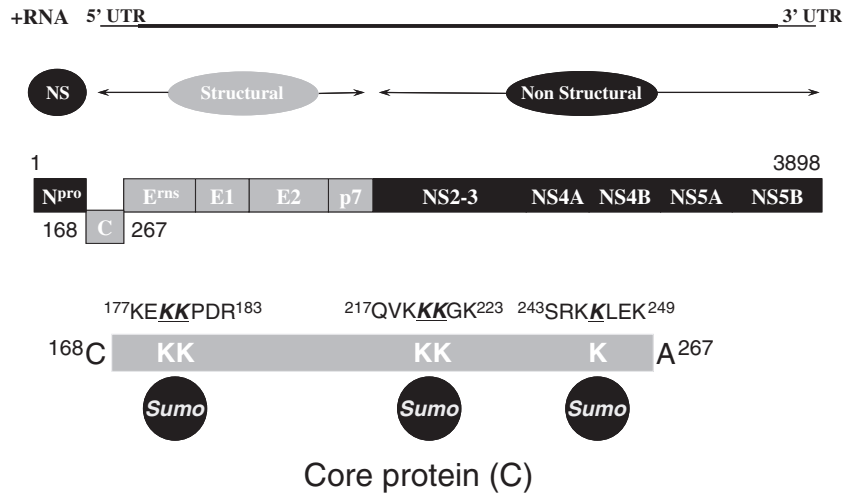 +RNA 5' UTR 3' UTR
NS Structural Non Structural
1 3898
Npro Erns E1 E2 p7 NS2-3 NS4A NS4B NS5A NS5B
168 C 267
177KEKKPDR183 217QVKKKGK223 243SRKKLEK249
168C KK KK K A267
Sumo Sumo Sumo
Core protein (C)